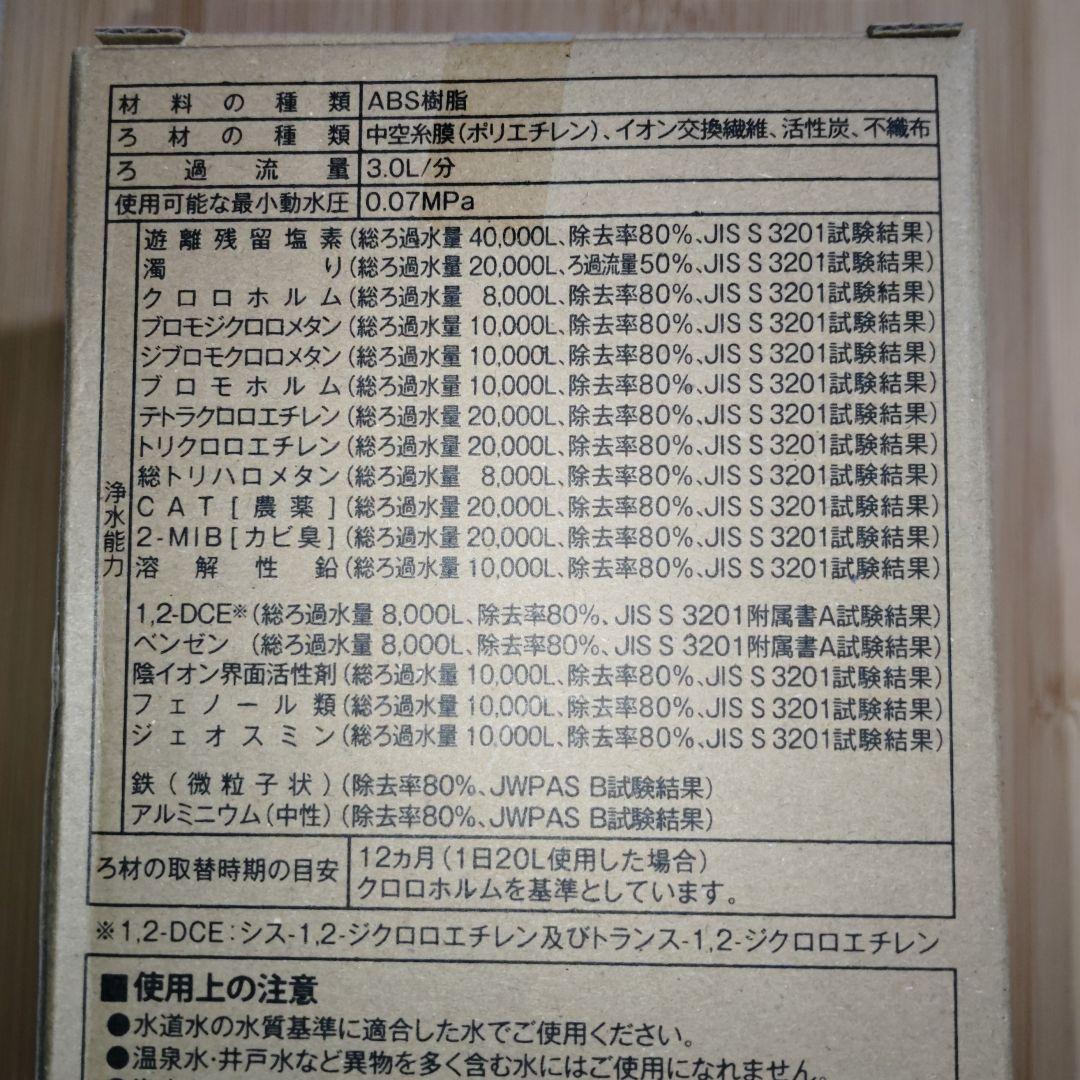 材料の種類 ABS樹脂
ろ材の種類 中空糸膜(ポリエチレン)、イオン交換繊維、活性炭、不織布
ろ過流量 3.0L/分
使用可能な最小動水圧 0.07MPa
浄水能力
遊離残留塩素(総ろ過水量 40,000L、除去率80%、JIS S 3201試験結果)
濁り(総ろ過水量 20,000L、ろ過流量50%、JIS S 3201試験結果)
クロロホルム(総ろ過水量 8,000L、除去率80%、JIS S 3201試験結果)
ブロモジクロロメタン(総ろ過水量 10,000L、除去率80%、JIS S 3201試験結果)
ジブロモクロロメタン(総ろ過水量 10,000L、除去率80%、JIS S 3201試験結果)
ブロモホルム(総ろ過水量 10,000L、除去率80%、JIS S 3201試験結果)
テトラクロロエチレン(総ろ過水量 20,000L、除去率80%、JIS S 3201試験結果)
トリクロロエチレン(総ろ過水量 20,000L、除去率80%、JIS S 3201試験結果)
総トリハロメタン(総ろ過水量 8,000L、除去率80%、JIS S 3201試験結果)
CAT[農薬](総ろ過水量 20,000L、除去率80%、JIS S 3201試験結果)
2-MIB[カビ臭](総ろ過水量 20,000L、除去率80%、JIS S 3201試験結果)
溶解性鉛(総ろ過水量 10,000L、除去率80%、JIS S 3201試験結果)
1,2-DCE※(総ろ過水量 8,000L、除去率80%、JIS S 3201附属書A試験結果)
ベンゼン(総ろ過水量 8,000L、除去率80%、JIS S 3201附属書A試験結果)
陰イオン界面活性剤(総ろ過水量 10,000L、除去率80%、JIS S 3201試験結果)
フェノール類(総ろ過水量 10,000L、除去率80%、JIS S 3201試験結果)
ジェオスミン(総ろ過水量 10,000L、除去率80%、JIS S 3201試験結果)
鉄(微粒子状)(除去率80%、JWPAS B試験結果)
アルミニウム(中性)(除去率80%、JWPAS B試験結果)
ろ材の取替時期の目安 12カ月(1日20L使用した場合)
クロロホルムを基準としています。
※1,2-DCE:シス-1,2-ジクロロエチレン及びトランス-1,2-ジクロロエチレン
■使用上の注意
●水道水の水質基準に適合した水でご使用ください。
●温泉水・井戸水など異物を多く含む水にはご使用になれません。